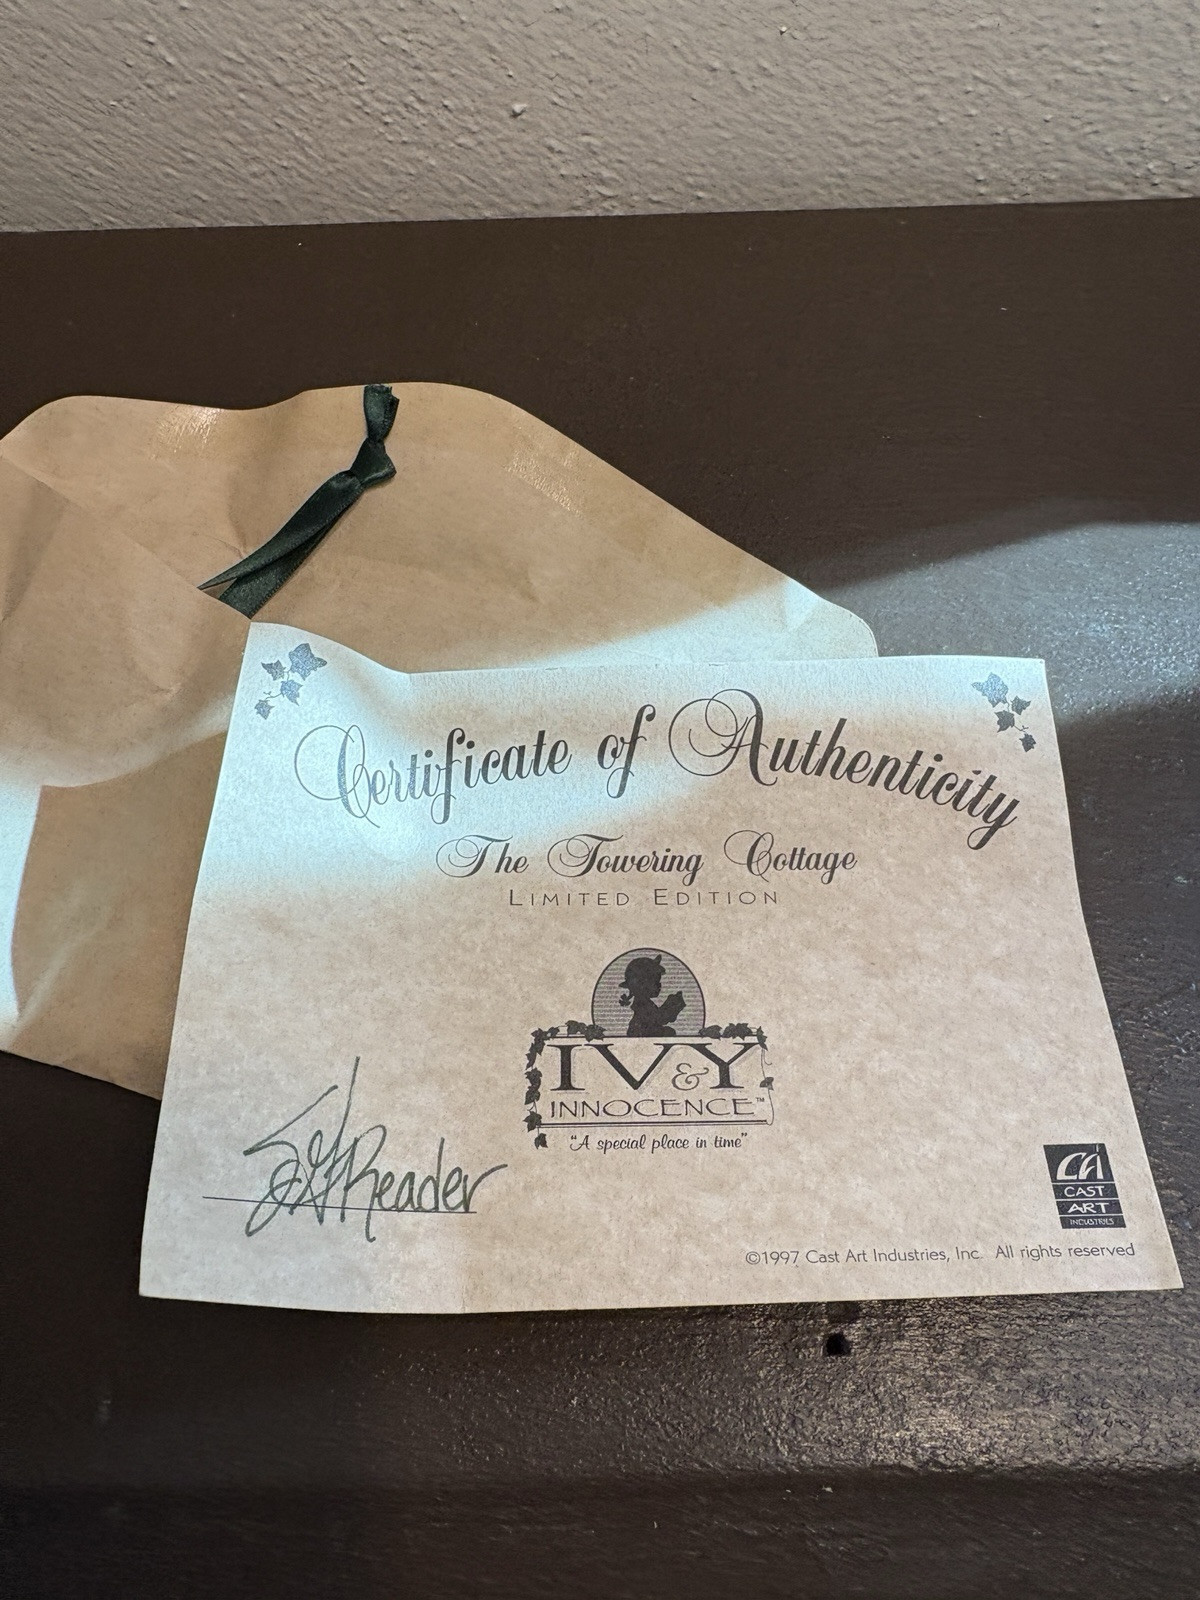 Certificate of Authenticity
The Towering Cottage
LIMITED EDITION
IVY & INNOCENCE™
"A special place in time"
Reader
CA
CAST
ART
INDUSTRIES
©1997 Cast Art Industries, Inc. All rights reserved